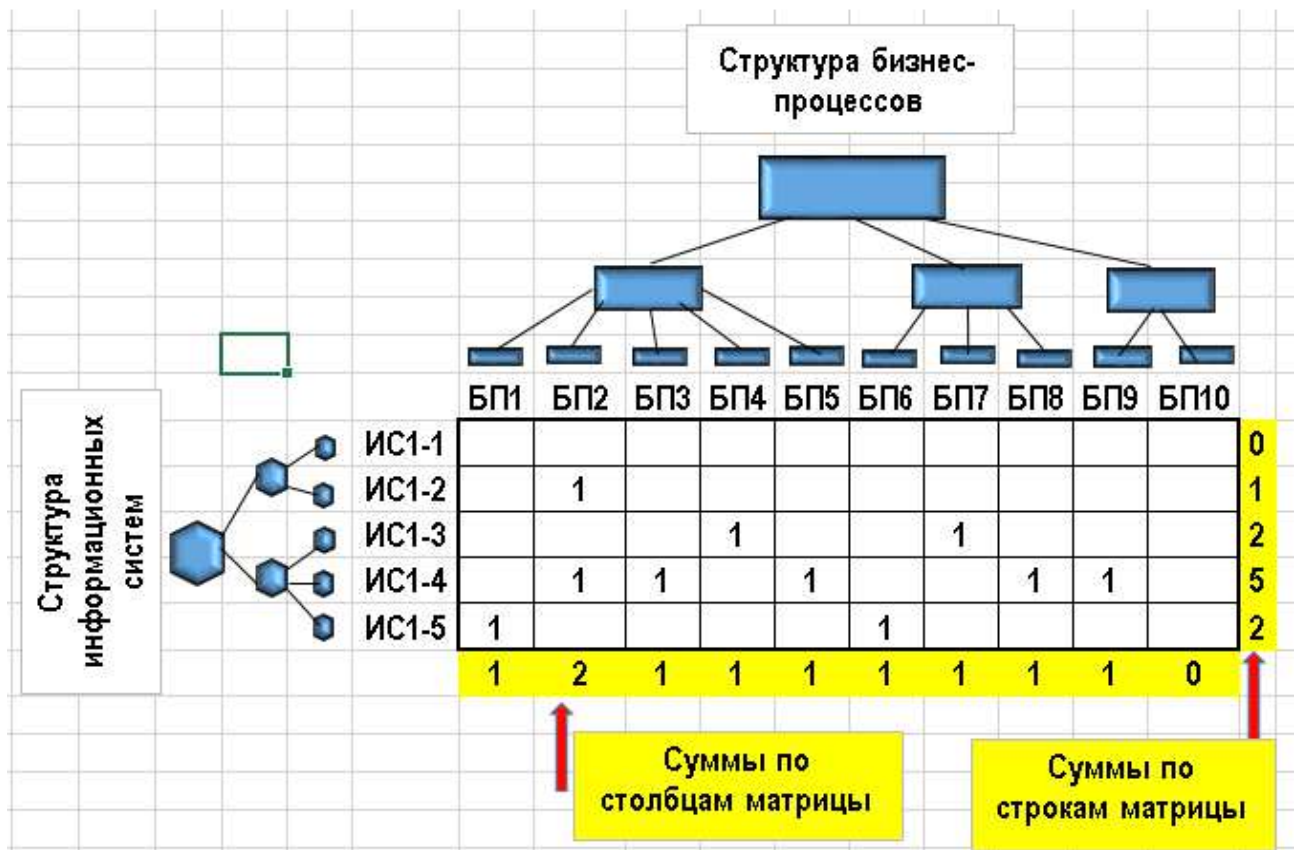 Структура бизнес-
процессов
БП1 БП2 БП3 БП4 БП5 БП6 БП7 БП8 БП9 БП10
Структура
информационных
систем
ИС1-1 0
ИС1-2 1 1
ИС1-3 1 1 2
ИС1-4 1 1 1 1 1 5
ИС1-5 1 1 2
1 2 1 1 1 1 1 1 1 0
Суммы по
столбцам матрицы
Суммы по
строкам матрицы